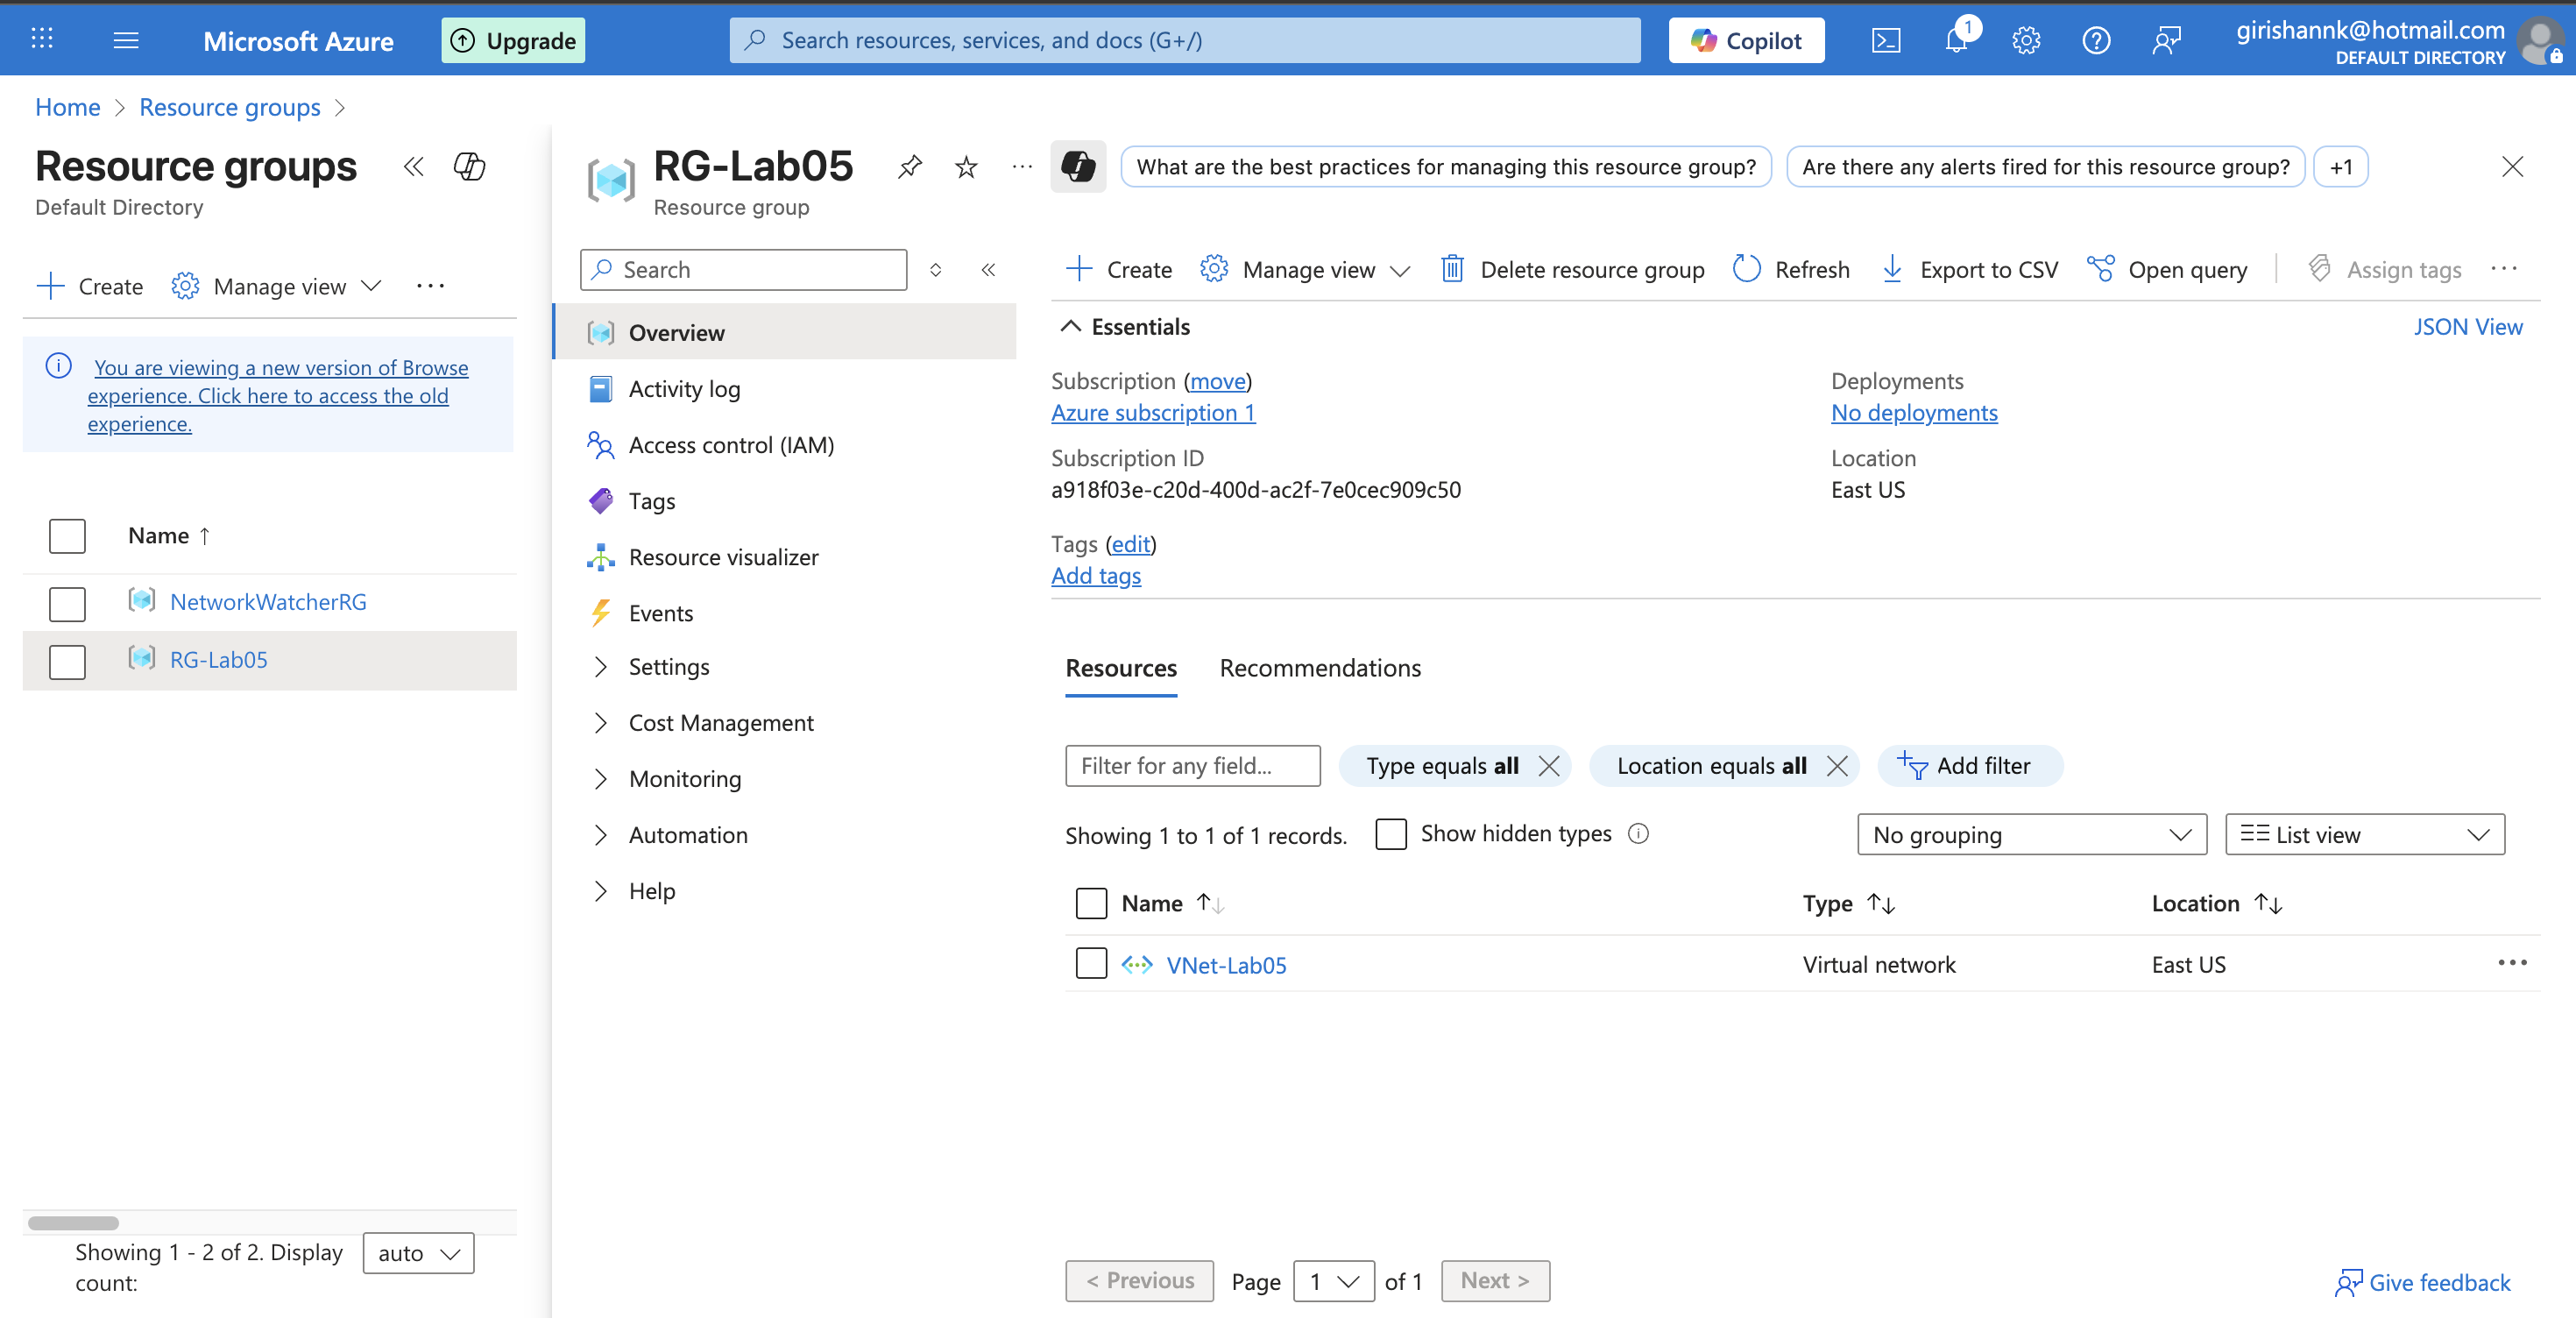 Microsoft Azure
Upgrade
Search resources, services, and docs (G+/)
Copilot
1
girishannk@hotmail.com
DEFAULT DIRECTORY
Home > Resource groups >
Resource groups
Default Directory
Create
Manage view
You are viewing a new version of Browse
experience. Click here to access the old
experience.
Name ↑
NetworkWatcherRG
RG-Lab05
Showing 1 - 2 of 2. Display
count:
auto
RG-Lab05
Resource group
What are the best practices for managing this resource group?
Are there any alerts fired for this resource group?
+1
Search
Overview
Activity log
Access control (IAM)
Tags
Resource visualizer
Events
Settings
Cost Management
Monitoring
Automation
Help
Create
Manage view
Delete resource group
Refresh
Export to CSV
Open query
Assign tags
Essentials
JSON View
Subscription (move)
Azure subscription 1
Subscription ID
a918f03e-c20d-400d-ac2f-7e0cec909c50
Tags (edit)
Add tags
Deployments
No deployments
Location
East US
Resources
Recommendations
Filter for any field...
Type equals all
Location equals all
Add filter
Showing 1 to 1 of 1 records.
Show hidden types
No grouping
List view
Name ↑↓
Type ↑↓
Location ↑↓
VNet-Lab05
Virtual network
East US
< Previous
Page
1
of 1
Next >
Give feedback